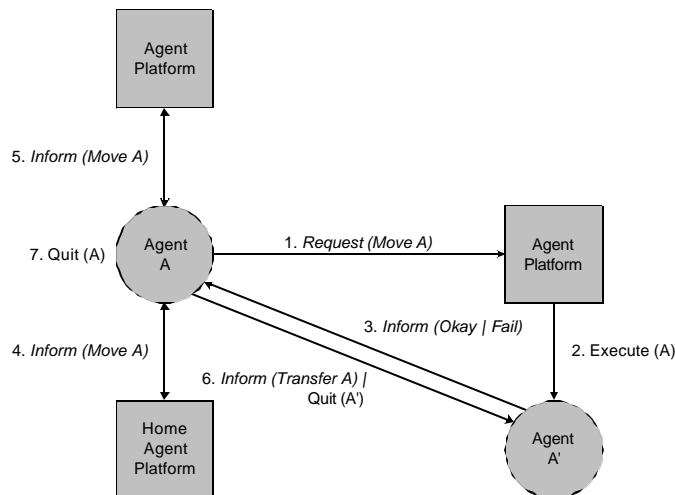 Agent
Platform
5. Inform (Move A)
Agent
A
7. Quit (A)
1. Request (Move A)
Agent
Platform
3. Inform (Okay | Fail)
2. Execute (A)
4. Inform (Move A)
6. Inform (Transfer A) |
Quit (A')
Home
Agent
Platform
Agent
A'